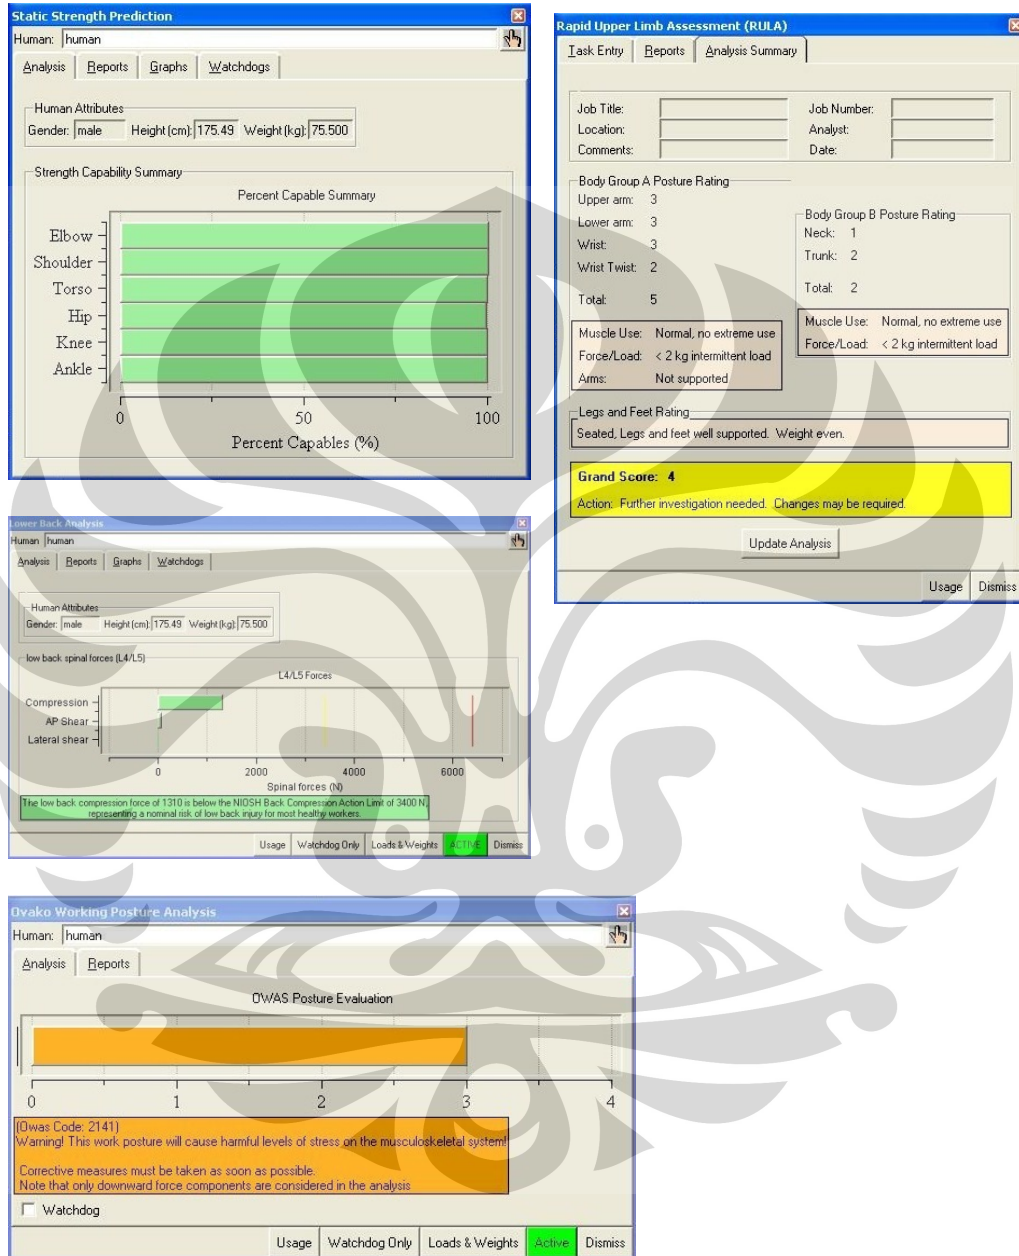 Static Strength Prediction
Human: human
Analysis Reports Graphs Watchdogs
Human Attributes
Gender: male Height (cm): 175.49 Weight (kg): 75.500
Strength Capability Summary
Percent Capable Summary
Elbow
Shoulder
Torso
Hip
Knee
Ankle
0 50 100
Percent Capables (%)
Rapid Upper Limb Assessment (RULA)
Task Entry Reports Analysis Summary
Job Title: Job Number:
Location: Analyst:
Comments: Date:
Body Group A Posture Rating
Upper arm: 3
Lower arm: 3
Wrist: 3
Wrist Twist: 2
Total: 5
Muscle Use: Normal, no extreme use
Force/Load: < 2 kg intermittent load
Arms: Not supported
Body Group B Posture Rating
Neck: 1
Trunk: 2
Total: 2
Muscle Use: Normal, no extreme use
Force/Load: < 2 kg intermittent load
Legs and Feet Rating
Seated, Legs and feet well supported. Weight even.
Grand Score: 4
Action: Further investigation needed. Changes may be required.
Update Analysis
Usage Dismiss
Lower Back Analysis
Human human
Analysis Reports Graphs Watchdogs
Human Attributes
Gender: male Height (cm): 175.49 Weight (kg): 75.500
low back spinal forces (L4/L5)
L4/L5 Forces
Compression
AP Shear
Lateral shear
0 2000 4000 6000
Spinal forces (N)
The low back compression force of 1310 is below the NIOSH Back Compression Action Limit of 3400 N,
representing a nominal risk of low back injury for most healthy workers.
Usage Watchdog Only Loads & Weights ACTIVE Dismiss
Ovako Working Posture Analysis
Human: human
Analysis Reports
OWAS Posture Evaluation
0 1 2 3 4
(Owas Code: 2141)
Warning! This work posture will cause harmful levels of stress on the musculoskeletal system!
Corrective measures must be taken as soon as possible.
Note that only downward force components are considered in the analysis
Watchdog
Usage Watchdog Only Loads & Weights Active Dismiss